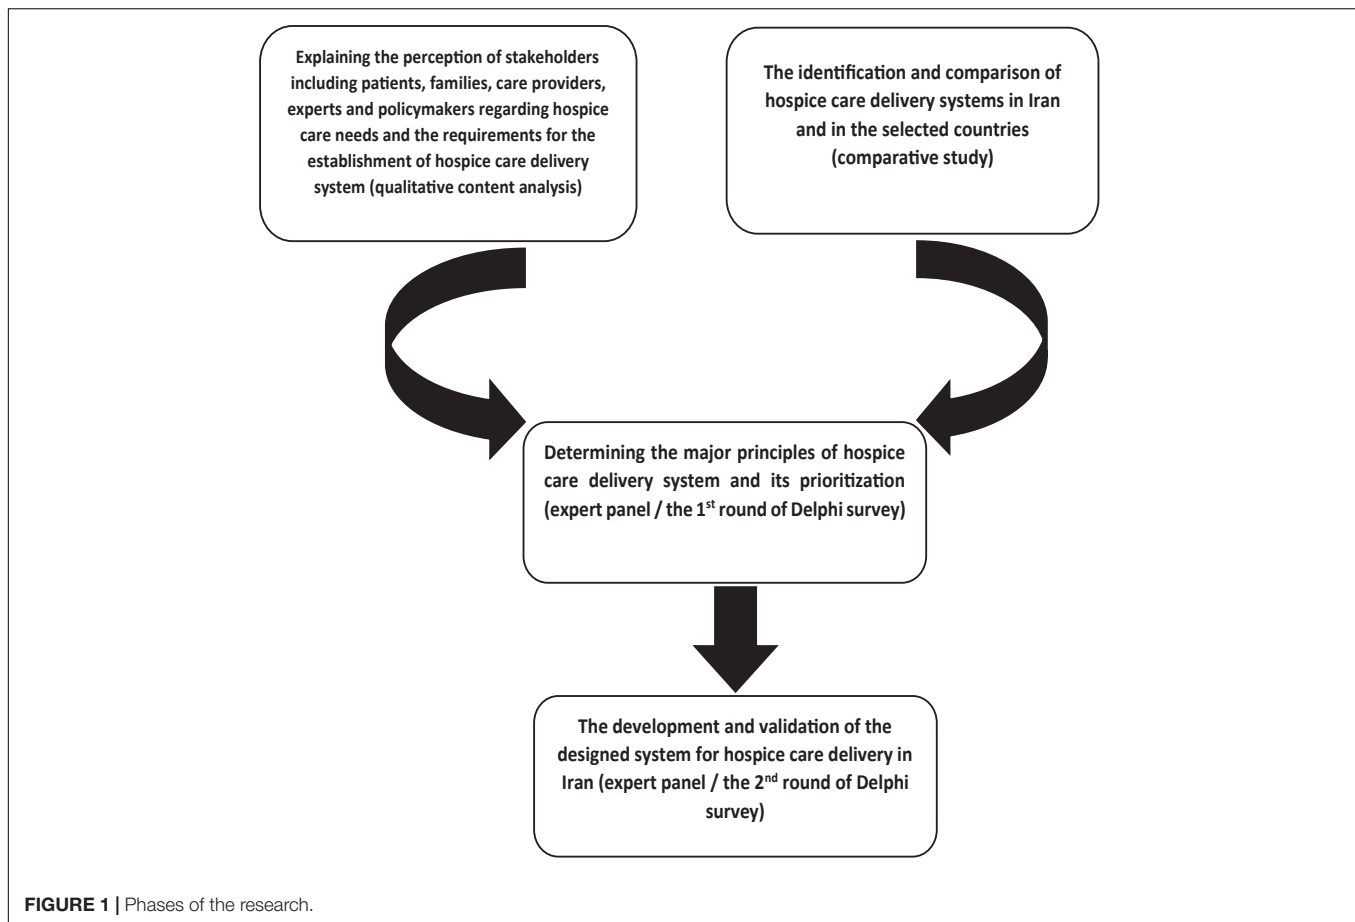 Explaining the perception of stakeholders
including patients, families, care providers,
experts and policymakers regarding hospice
care needs and the requirements for the
establishment of hospice care delivery
system (qualitative content analysis)
The identification and comparison of
hospice care delivery systems in Iran
and in the selected countries
(comparative study)
Determining the major principles of hospice
care delivery system and its prioritization
(expert panel / the 1st round of Delphi survey)
The development and validation of the
designed system for hospice care delivery in
Iran (expert panel / the 2nd round of Delphi
survey)
FIGURE 1 | Phases of the research.